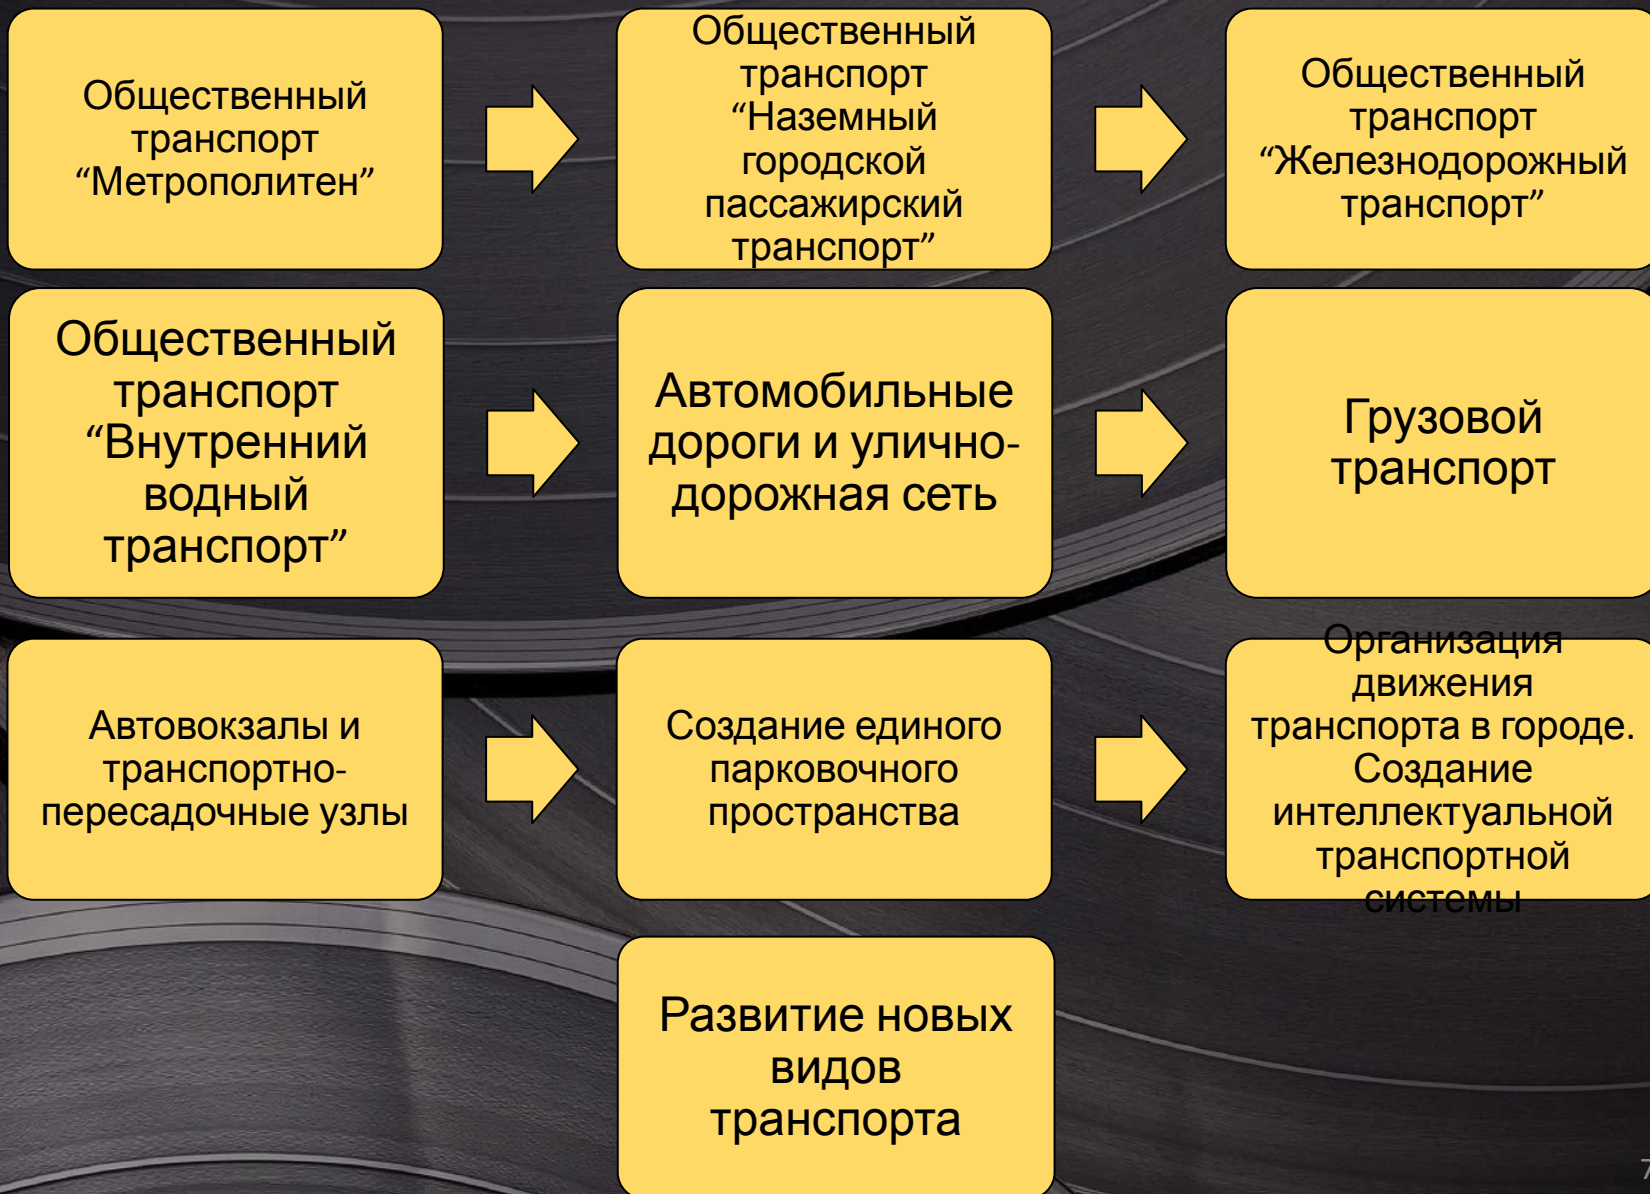 Общественный
транспорт
“Метрополитен”
Общественный
транспорт
“Наземный
городской
пассажирский
транспорт”
Общественный
транспорт
“Железнодорожный
транспорт”
Общественный
транспорт
“Внутренний
водный
транспорт”
Автомобильные
дороги и улично-
дорожная сеть
Грузовой
транспорт
Автовокзалы и
транспортно-
пересадочные узлы
Создание единого
парковочного
пространства
Организация
движения
транспорта в городе.
Создание
интеллектуальной
транспортной
системы
Развитие новых
видов
транспорта
7